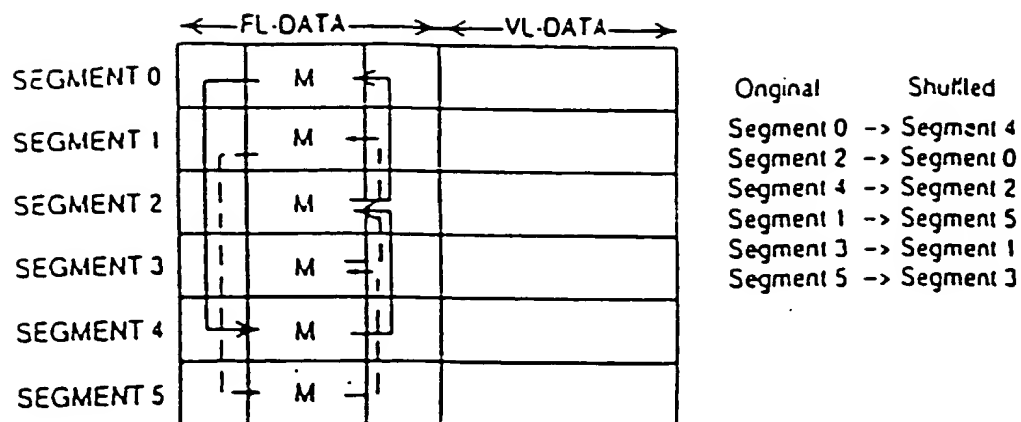 FL-DATA VL-DATA
SEGMENT 0 M
SEGMENT 1 M
SEGMENT 2 M
SEGMENT 3 M
SEGMENT 4 M
SEGMENT 5 M
Original Shuffled
Segment 0 -> Segment 4
Segment 2 -> Segment 0
Segment 4 -> Segment 2
Segment 1 -> Segment 5
Segment 3 -> Segment 1
Segment 5 -> Segment 3